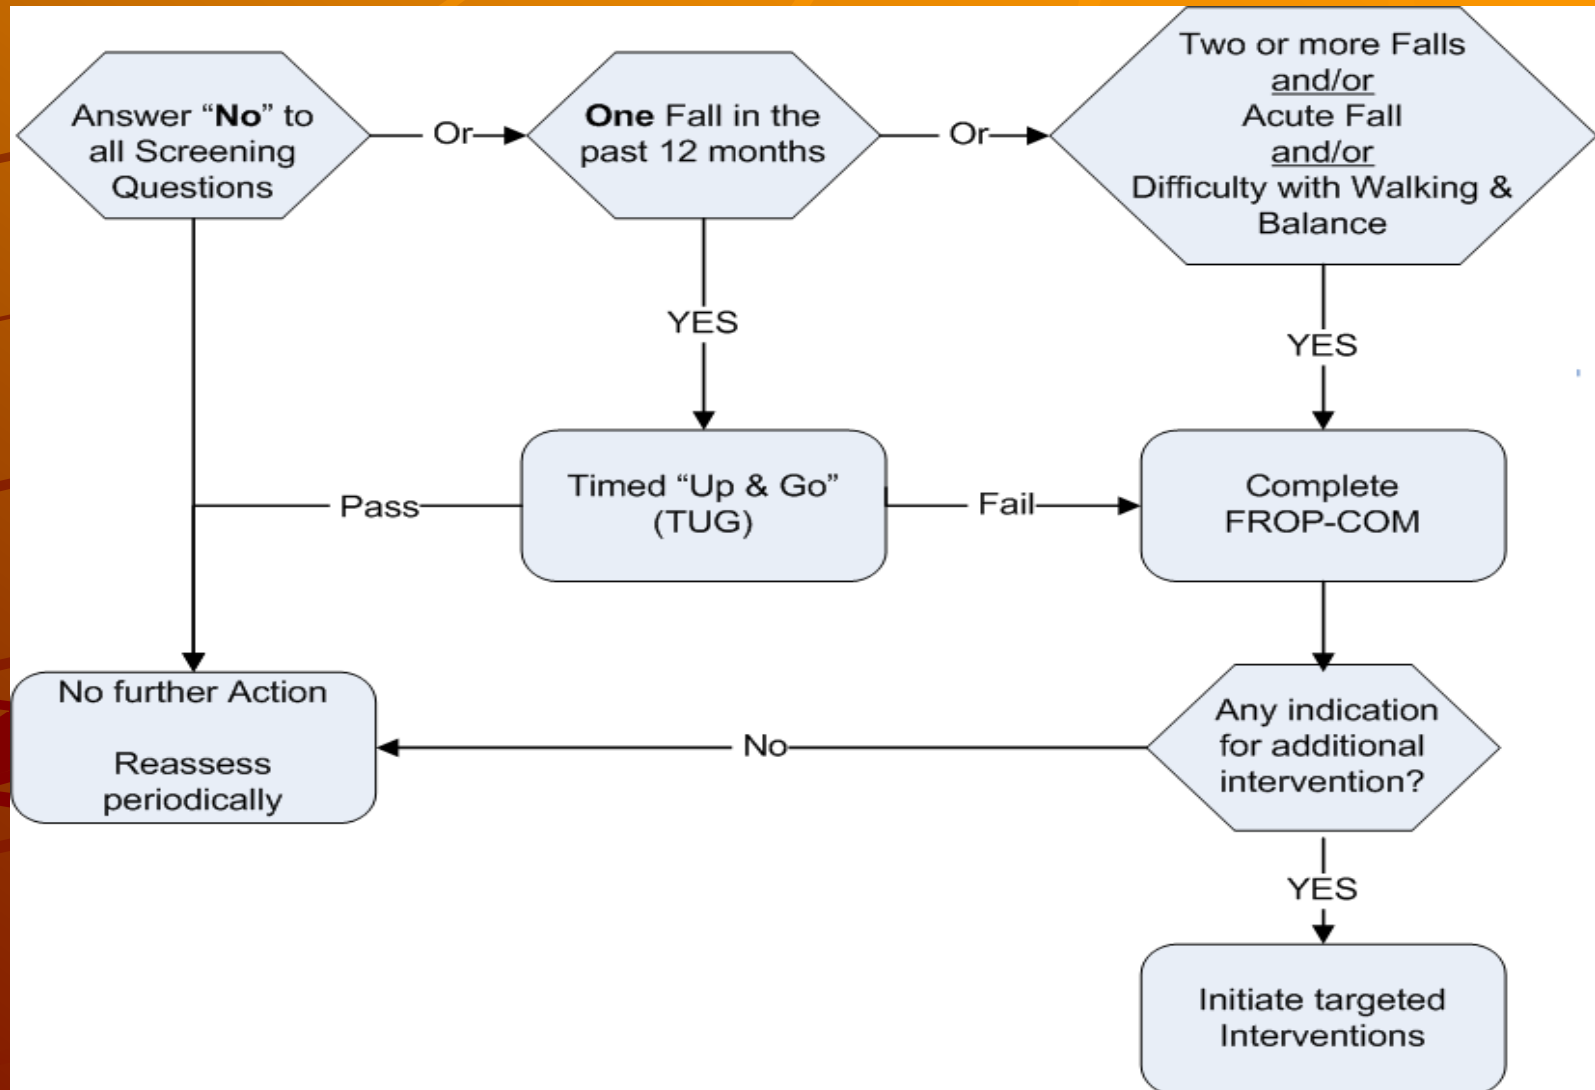 Answer “No” to
all Screening
Questions
Or
One Fall in the
past 12 months
Or
Two or more Falls
and/or
Acute Fall
and/or
Difficulty with Walking &
Balance
YES
YES
Pass
Timed “Up & Go”
(TUG)
Fail
Complete
FROP-COM
No further Action
Reassess
periodically
No
Any indication
for additional
intervention?
YES
Initiate targeted
Interventions